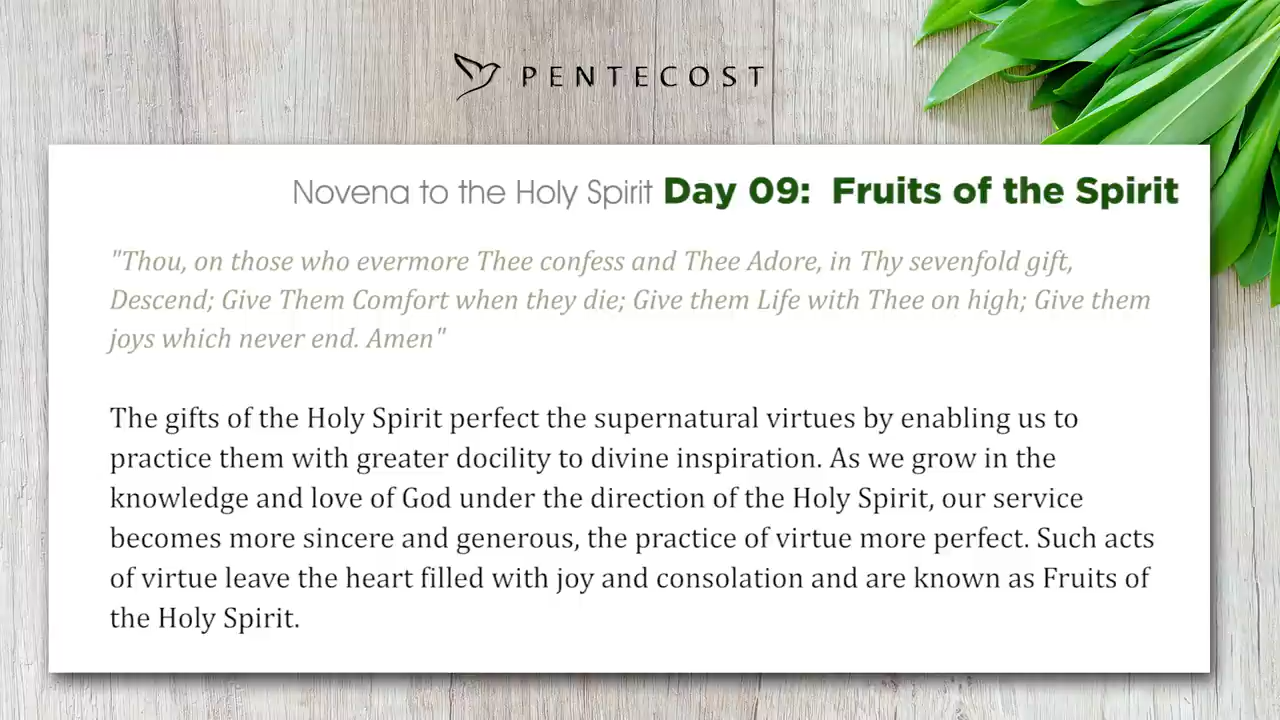 PENTECOST
Novena to the Holy Spirit Day 09: Fruits of the Spirit
"Thou, on those who evermore Thee confess and Thee Adore, in Thy sevenfold gift,
Descend; Give Them Comfort when they die; Give them Life with Thee on high; Give them
joys which never end. Amen"
The gifts of the Holy Spirit perfect the supernatural virtues by enabling us to
practice them with greater docility to divine inspiration. As we grow in the
knowledge and love of God under the direction of the Holy Spirit, our service
becomes more sincere and generous, the practice of virtue more perfect. Such acts
of virtue leave the heart filled with joy and consolation and are known as Fruits of
the Holy Spirit.